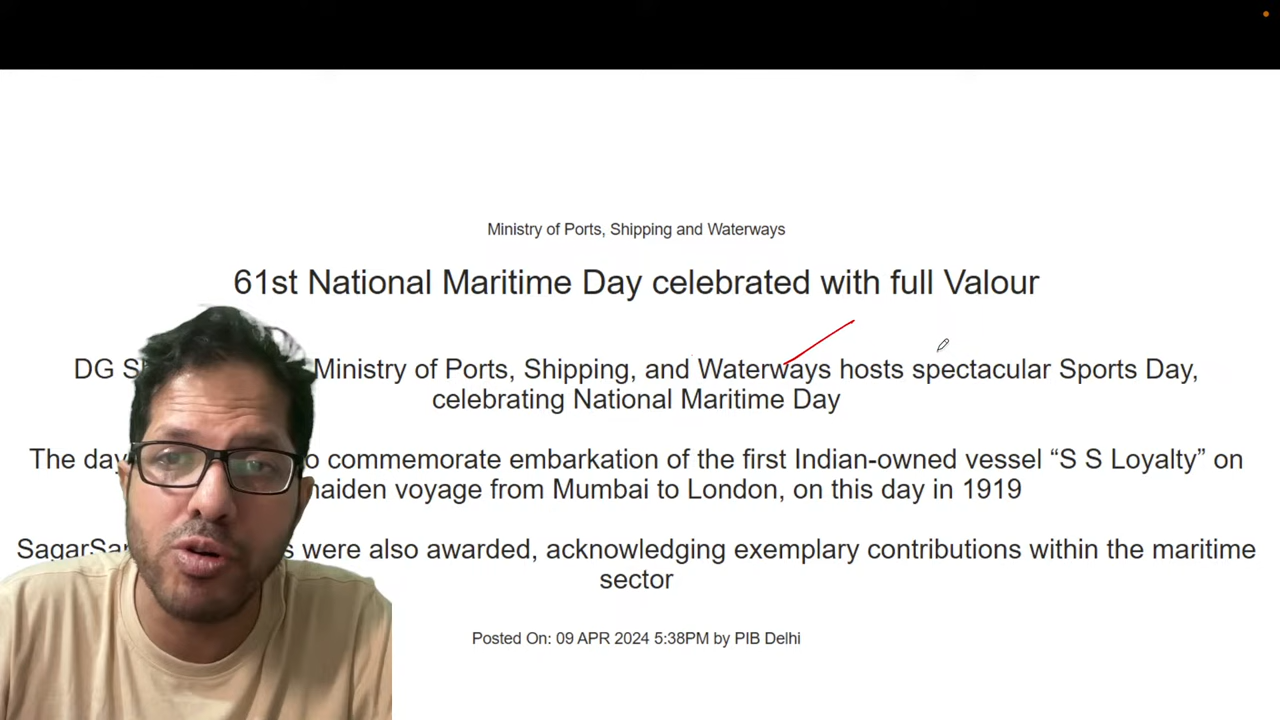 Ministry of Ports, Shipping and Waterways
61st National Maritime Day celebrated with full Valour
DG Ministry of Ports, Shipping, and Waterways hosts spectacular Sports Day,
celebrating National Maritime Day
The day commemorate embarkation of the first Indian-owned vessel “S S Loyalty” on
maiden voyage from Mumbai to London, on this day in 1919
were also awarded, acknowledging exemplary contributions within the maritime
sector
Posted On: 09 APR 2024 5:38PM by PIB Delhi